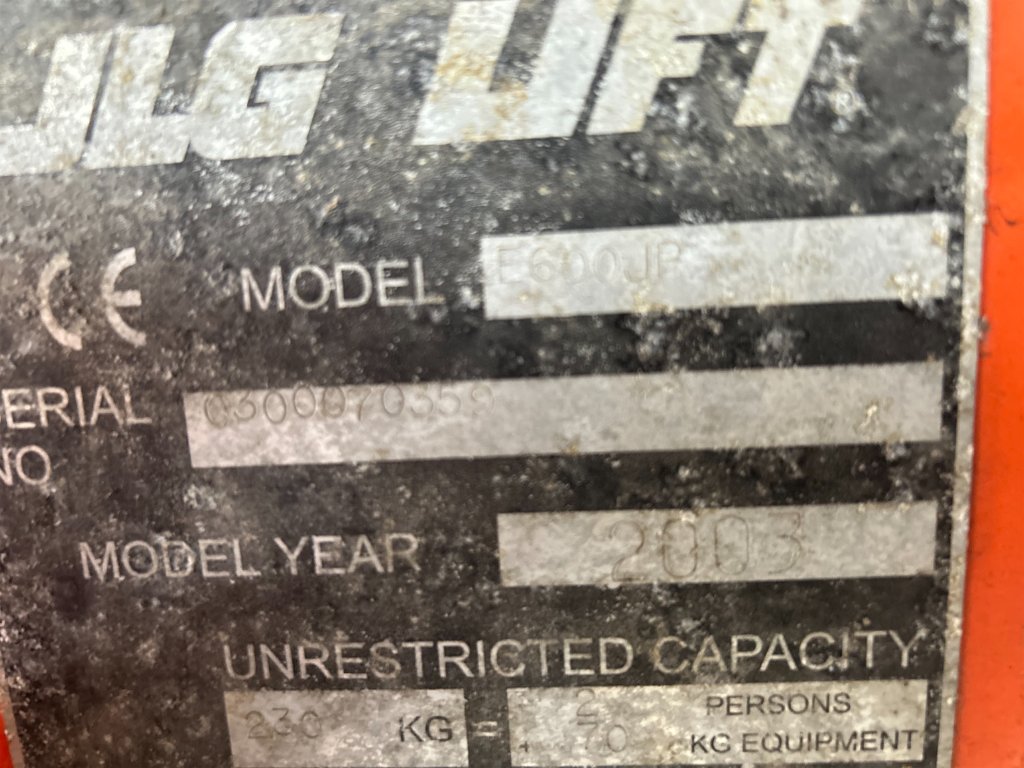 JLG LIFT
CE MODEL E600JP
SERIAL 0300070359
NO
MODEL YEAR 2003
UNRESTRICTED CAPACITY
230 KG = 2 PERSONS
+ 70 KG EQUIPMENT